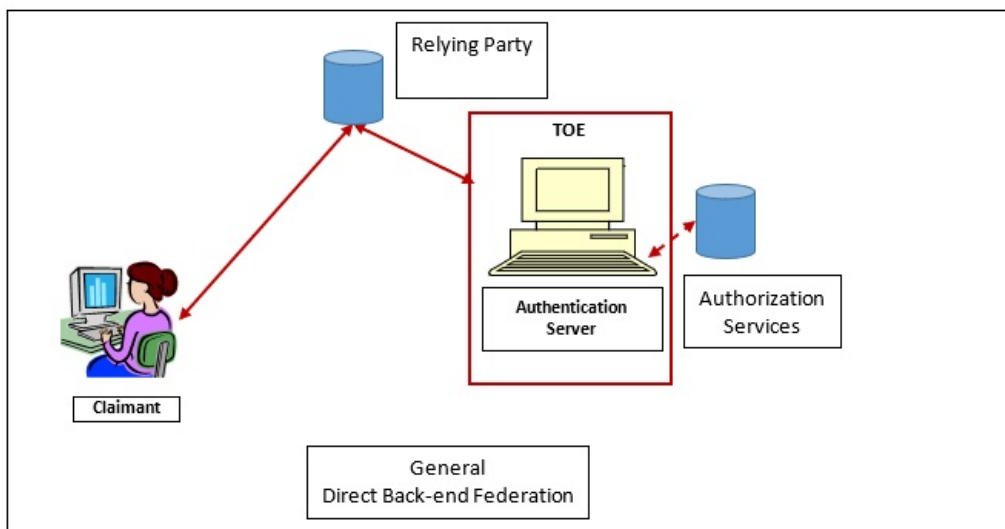 Relying Party
TOE
Authentication
Server
Authorization
Services
Claimant
General
Direct Back-end Federation